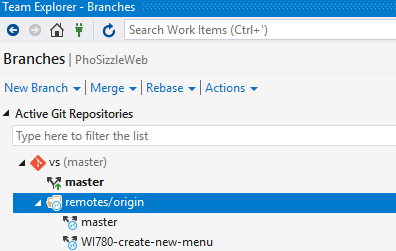 Team Explorer - Branches
Search Work Items (Ctrl+')
Branches | PhoSizzleWeb
New Branch | Merge | Rebase | Actions
Active Git Repositories
Type here to filter the list
vs (master)
master
remotes/origin
master
WI780-create-new-menu